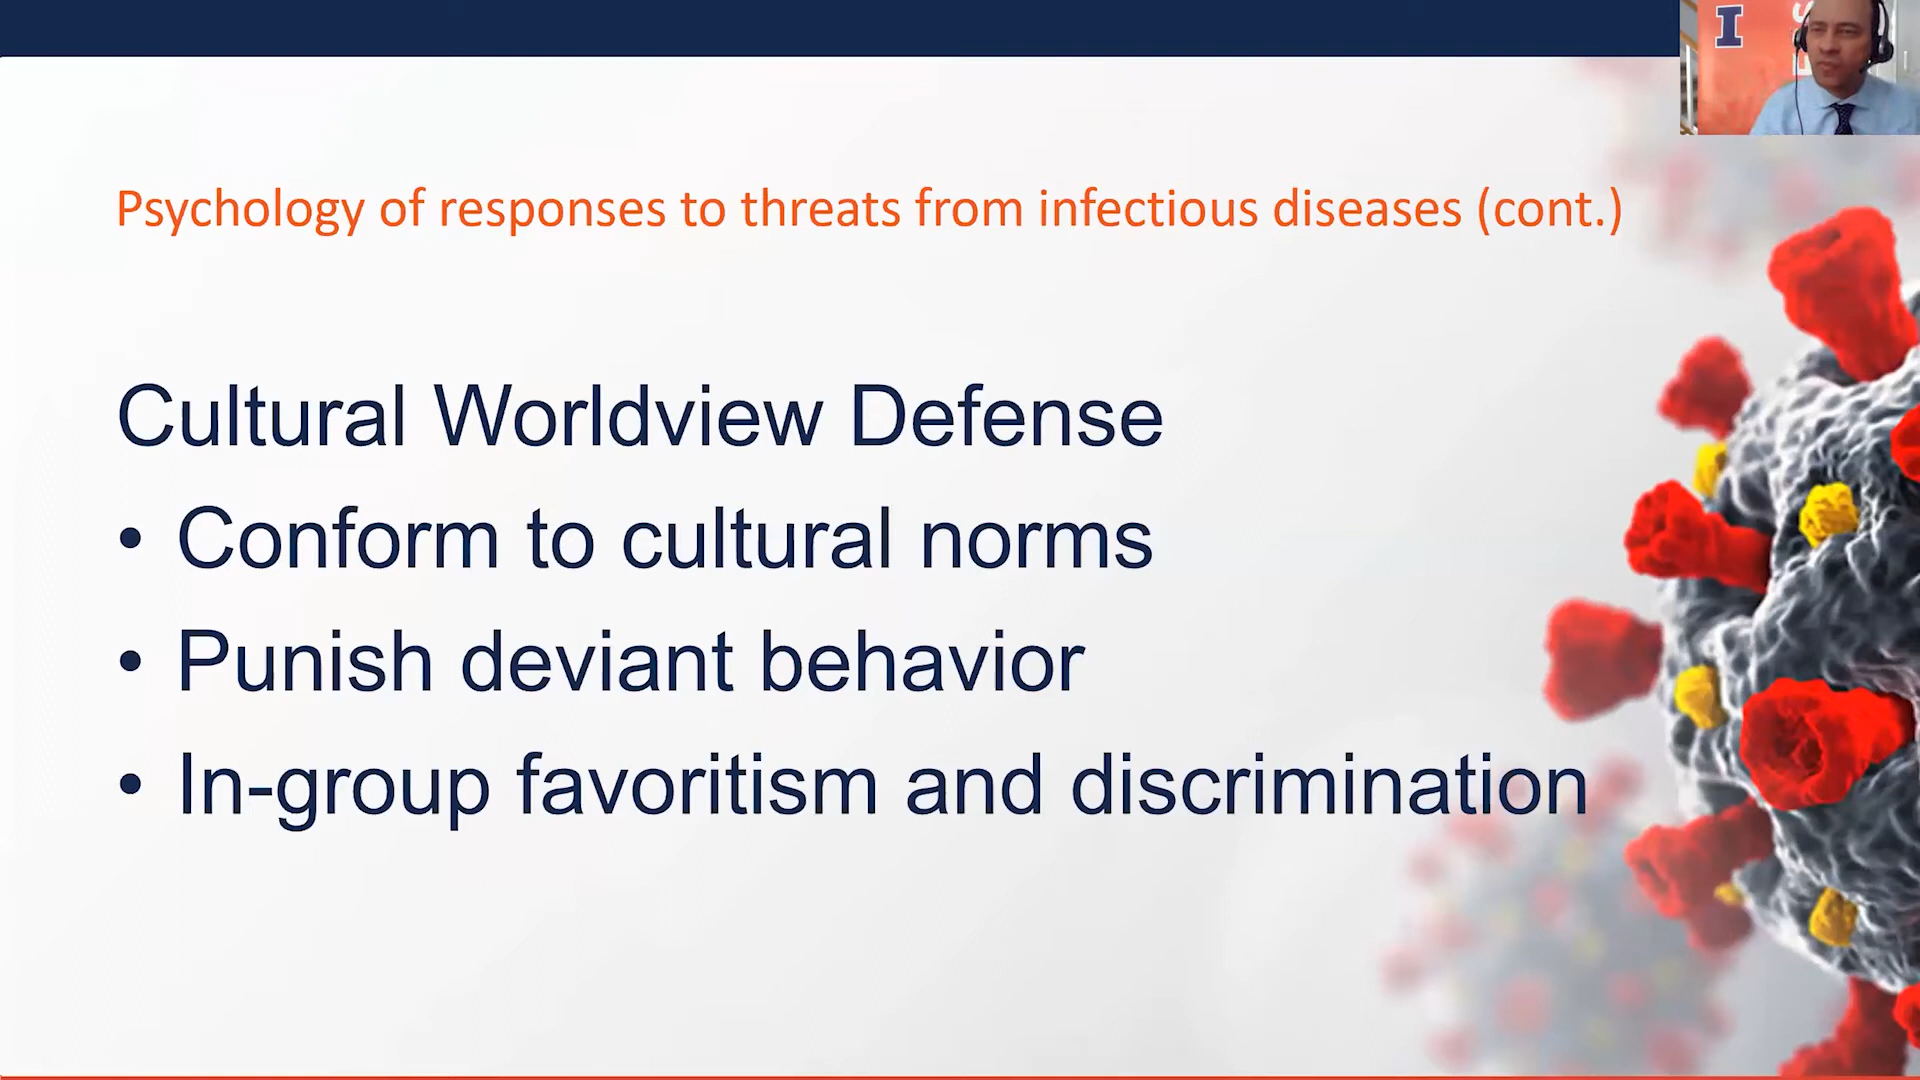 I
Psychology of responses to threats from infectious diseases (cont.)
Cultural Worldview Defense
• Conform to cultural norms
• Punish deviant behavior
• In-group favoritism and discrimination